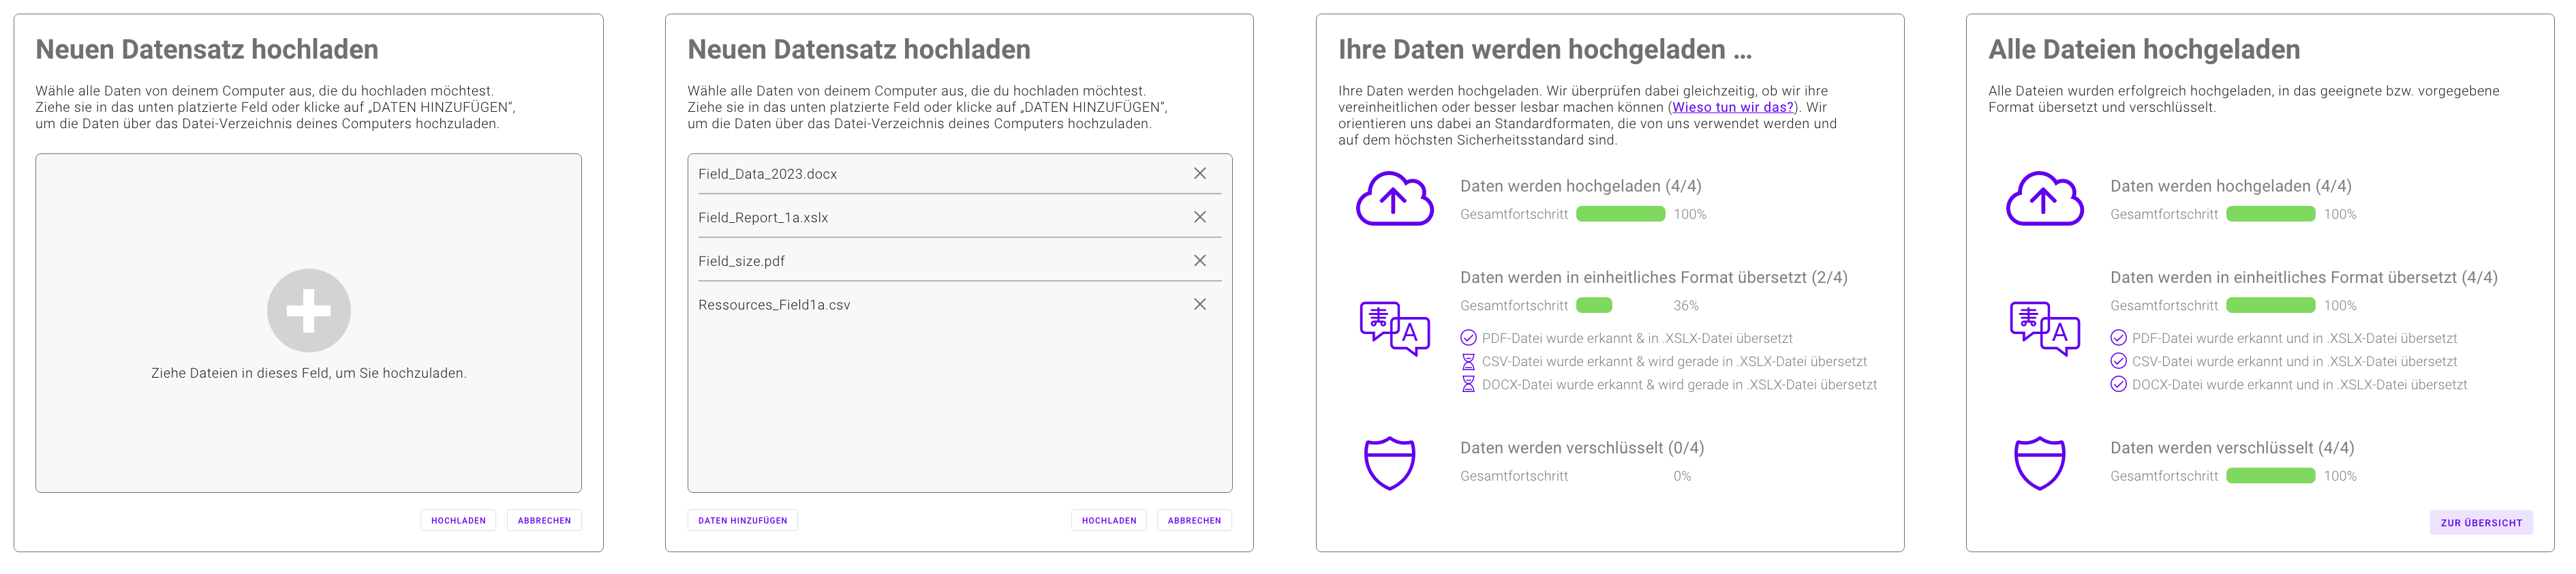 Neuen Datensatz hochladen
Wähle alle Daten von deinem Computer aus, die du hochladen möchtest.
Ziehe sie in das unten platzierte Feld oder klicke auf „DATEN HINZUFÜGEN“,
um die Daten über das Datei-Verzeichnis deines Computers hochzuladen.
Ziehe Dateien in dieses Feld, um Sie hochzuladen.
HOCHLADEN
ABBRECHEN
Neuen Datensatz hochladen
Wähle alle Daten von deinem Computer aus, die du hochladen möchtest.
Ziehe sie in das unten platzierte Feld oder klicke auf „DATEN HINZUFÜGEN“,
um die Daten über das Datei-Verzeichnis deines Computers hochzuladen.
Field_Data_2023.docx
Field_Report_1a.xslx
Field_size.pdf
Ressources_Field1a.csv
DATEN HINZUFÜGEN
HOCHLADEN
ABBRECHEN
Ihre Daten werden hochgeladen ...
Ihre Daten werden hochgeladen. Wir überprüfen dabei gleichzeitig, ob wir ihre
vereinheitlichen oder besser lesbar machen können (Wieso tun wir das?). Wir
orientieren uns dabei an Standardformaten, die von uns verwendet werden und
auf dem höchsten Sicherheitsstandard sind.
Daten werden hochgeladen (4/4)
Gesamtfortschritt 100%
Daten werden in einheitliches Format übersetzt (2/4)
Gesamtfortschritt 36%
A
PDF-Datei wurde erkannt & in .XSLX-Datei übersetzt
CSV-Datei wurde erkannt & wird gerade in .XSLX-Datei übersetzt
DOCX-Datei wurde erkannt & wird gerade in .XSLX-Datei übersetzt
Daten werden verschlüsselt (0/4)
Gesamtfortschritt 0%
Alle Dateien hochgeladen
Alle Dateien wurden erfolgreich hochgeladen, in das geeignete bzw. vorgegebene
Format übersetzt und verschlüsselt.
Daten werden hochgeladen (4/4)
Gesamtfortschritt 100%
Daten werden in einheitliches Format übersetzt (4/4)
Gesamtfortschritt 100%
A
PDF-Datei wurde erkannt und in .XSLX-Datei übersetzt
CSV-Datei wurde erkannt und in .XSLX-Datei übersetzt
DOCX-Datei wurde erkannt und in .XSLX-Datei übersetzt
Daten werden verschlüsselt (4/4)
Gesamtfortschritt 100%
ZUR ÜBERSICHT